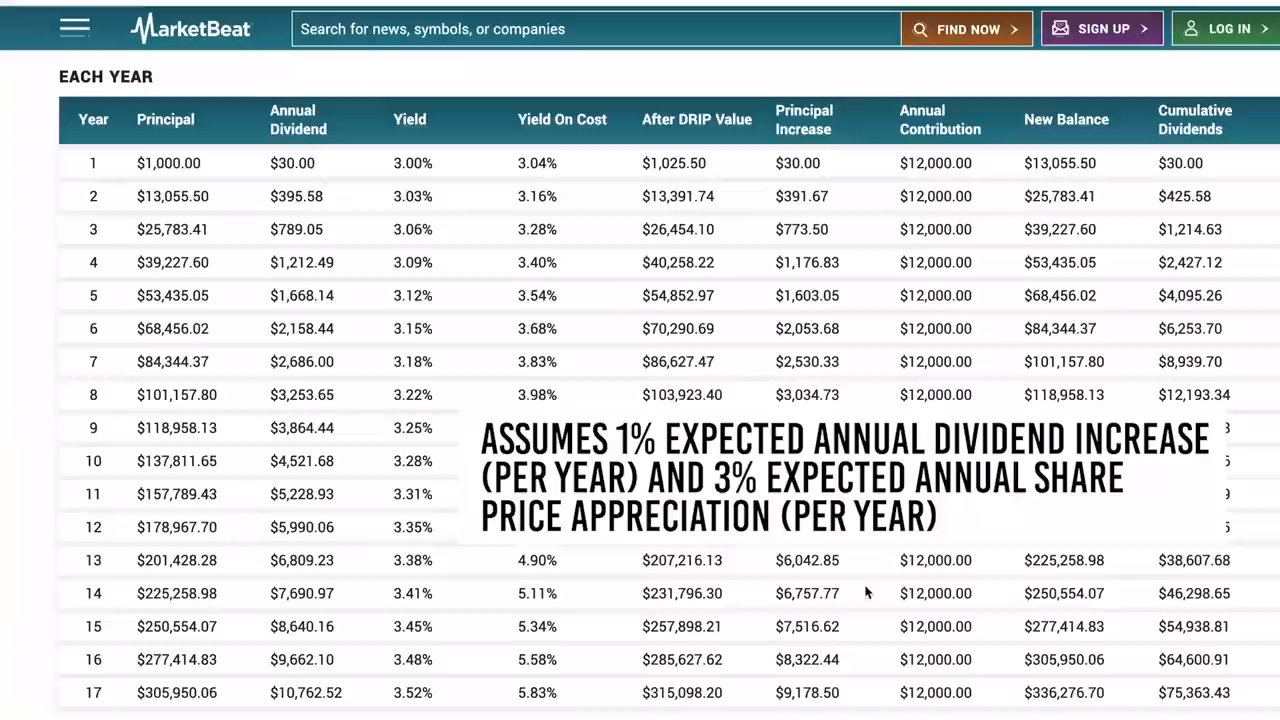 MarketBeat Search for news, symbols, or companies FIND NOW SIGN UP LOG IN
EACH YEAR
Year Principal Annual Dividend Yield Yield On Cost After DRIP Value Principal Increase Annual Contribution New Balance Cumulative Dividends
1 $1,000.00 $30.00 3.00% 3.04% $1,025.50 $30.00 $12,000.00 $13,055.50 $30.00
2 $13,055.50 $395.58 3.03% 3.16% $13,391.74 $391.67 $12,000.00 $25,783.41 $425.58
3 $25,783.41 $789.05 3.06% 3.28% $26,454.10 $773.50 $12,000.00 $39,227.60 $1,214.63
4 $39,227.60 $1,212.49 3.09% 3.40% $40,258.22 $1,176.83 $12,000.00 $53,435.05 $2,427.12
5 $53,435.05 $1,668.14 3.12% 3.54% $54,852.97 $1,603.05 $12,000.00 $68,456.02 $4,095.26
6 $68,456.02 $2,158.44 3.15% 3.68% $70,290.69 $2,053.68 $12,000.00 $84,344.37 $6,253.70
7 $84,344.37 $2,686.00 3.18% 3.83% $86,627.47 $2,530.33 $12,000.00 $101,157.80 $8,939.70
8 $101,157.80 $3,253.65 3.22% 3.98% $103,923.40 $3,034.73 $12,000.00 $118,958.13 $12,193.34
9 $118,958.13 $3,864.44 3.25%
10 $137,811.65 $4,521.68 3.28%
11 $157,789.43 $5,228.93 3.31%
12 $178,967.70 $5,990.06 3.35%
ASSUMES 1% EXPECTED ANNUAL DIVIDEND INCREASE
(PER YEAR) AND 3% EXPECTED ANNUAL SHARE
PRICE APPRECIATION (PER YEAR)
13 $201,428.28 $6,809.23 3.38% 4.90% $207,216.13 $6,042.85 $12,000.00 $225,258.98 $38,607.68
14 $225,258.98 $7,690.97 3.41% 5.11% $231,796.30 $6,757.77 $12,000.00 $250,554.07 $46,298.65
15 $250,554.07 $8,640.16 3.45% 5.34% $257,898.21 $7,516.62 $12,000.00 $277,414.83 $54,938.81
16 $277,414.83 $9,662.10 3.48% 5.58% $285,627.62 $8,322.44 $12,000.00 $305,950.06 $64,600.91
17 $305,950.06 $10,762.52 3.52% 5.83% $315,098.20 $9,178.50 $12,000.00 $336,276.70 $75,363.43